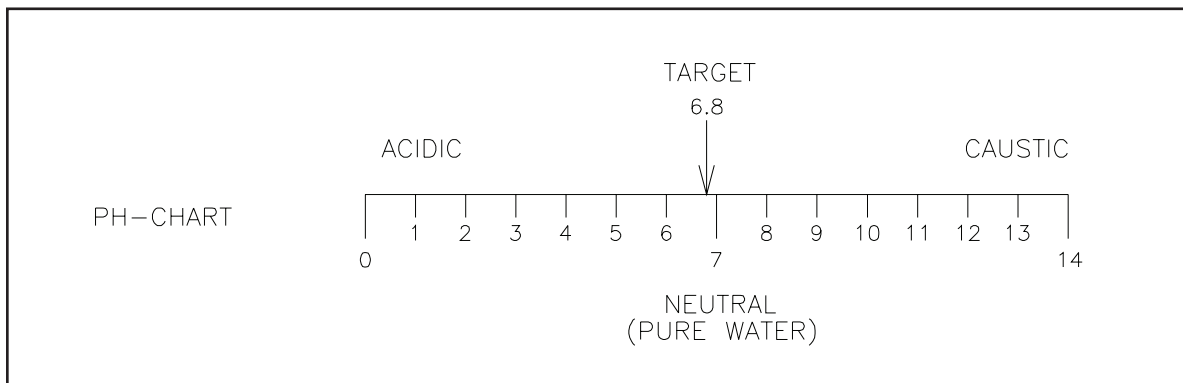 TARGET
6.8
ACIDIC CAUSTIC
PH-CHART
1 2 3 4 5 6 8 9 10 11 12 13
0 7 14
NEUTRAL
(PURE WATER)